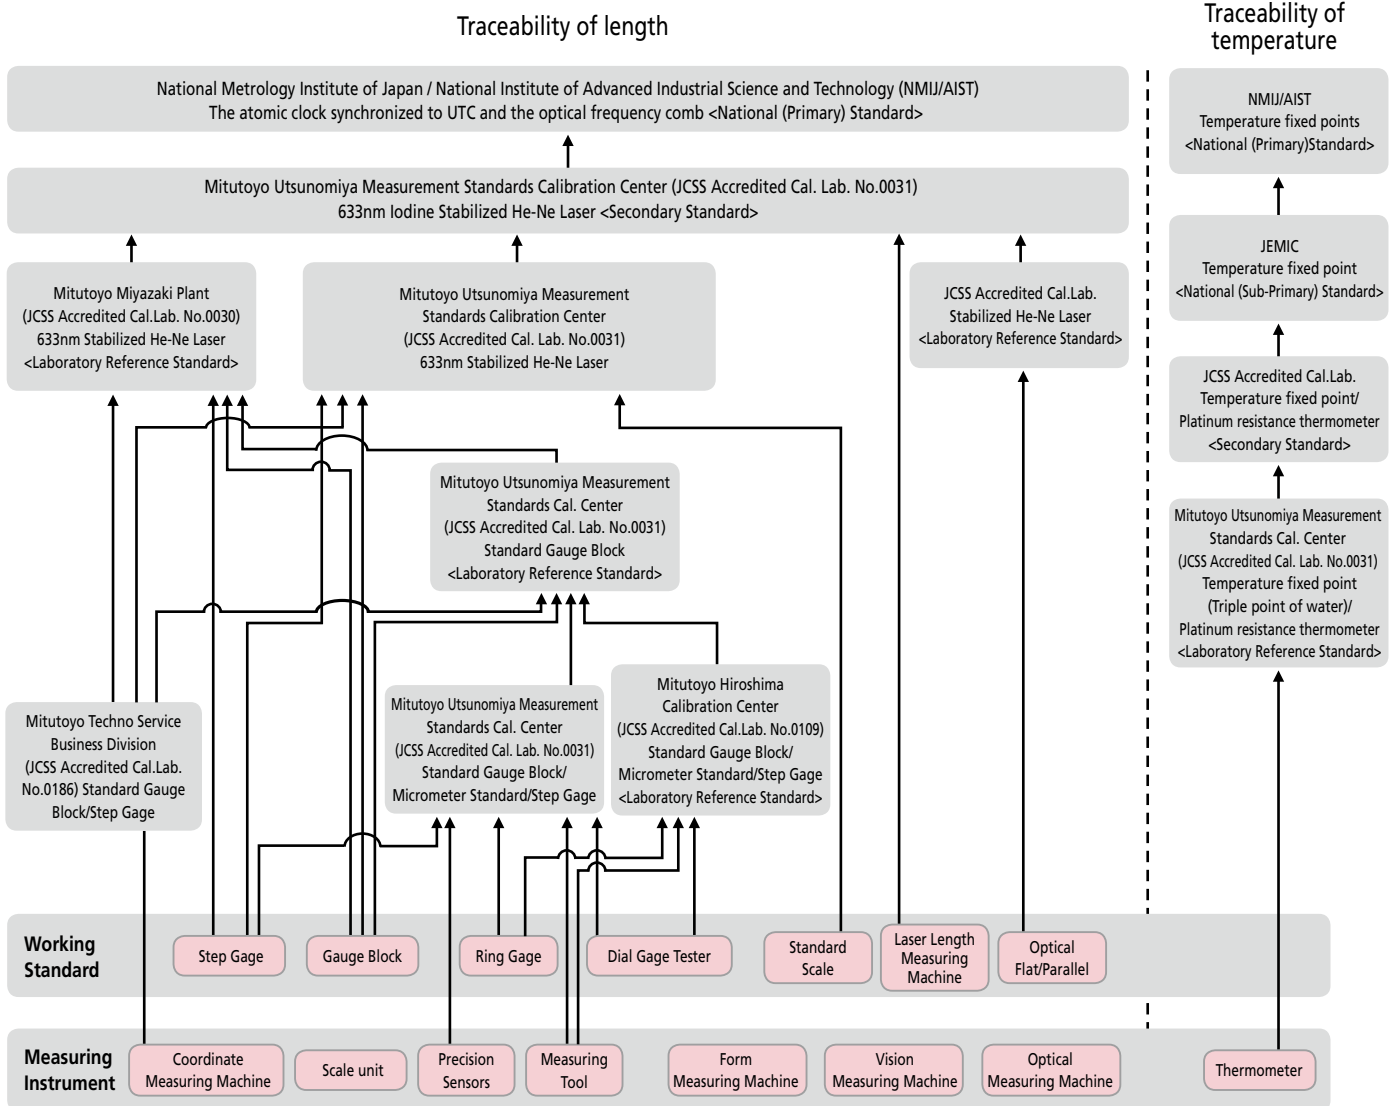 Traceability of length
Traceability of
temperature
National Metrology Institute of Japan / National Institute of Advanced Industrial Science and Technology (NMIJ/AIST)
The atomic clock synchronized to UTC and the optical frequency comb <National (Primary) Standard>
NMIJ/AIST
Temperature fixed points
<National (Primary)Standard>
Mitutoyo Utsunomiya Measurement Standards Calibration Center (JCSS Accredited Cal. Lab. No.0031)
633nm Iodine Stabilized He-Ne Laser <Secondary Standard>
JEMIC
Temperature fixed point
<National (Sub-Primary) Standard>
Mitutoyo Miyazaki Plant
(JCSS Accredited Cal.Lab. No.0030)
633nm Stabilized He-Ne Laser
<Laboratory Reference Standard>
Mitutoyo Utsunomiya Measurement
Standards Calibration Center
(JCSS Accredited Cal. Lab. No.0031)
633nm Stabilized He-Ne Laser
JCSS Accredited Cal.Lab.
Stabilized He-Ne Laser
<Laboratory Reference Standard>
JCSS Accredited Cal.Lab.
Temperature fixed point/
Platinum resistance thermometer
<Secondary Standard>
Mitutoyo Utsunomiya Measurement
Standards Cal. Center
(JCSS Accredited Cal. Lab. No.0031)
Standard Gauge Block
<Laboratory Reference Standard>
Mitutoyo Utsunomiya Measurement
Standards Cal. Center
(JCSS Accredited Cal. Lab. No.0031)
Temperature fixed point
(Triple point of water)/
Platinum resistance thermometer
<Laboratory Reference Standard>
Mitutoyo Techno Service
Business Division
(JCSS Accredited Cal.Lab.
No.0186) Standard Gauge
Block/Step Gage
Mitutoyo Utsunomiya Measurement
Standards Cal. Center
(JCSS Accredited Cal. Lab. No.0031)
Standard Gauge Block/
Micrometer Standard/Step Gage
Mitutoyo Hiroshima
Calibration Center
(JCSS Accredited Cal.Lab. No.0109)
Standard Gauge Block/
Micrometer Standard/Step Gage
<Laboratory Reference Standard>
Working
Standard
Step Gage
Gauge Block
Ring Gage
Dial Gage Tester
Standard
Scale
Laser Length
Measuring
Machine
Optical
Flat/Parallel
Measuring
Instrument
Coordinate
Measuring Machine
Scale unit
Precision
Sensors
Measuring
Tool
Form
Measuring Machine
Vision
Measuring Machine
Optical
Measuring Machine
Thermometer